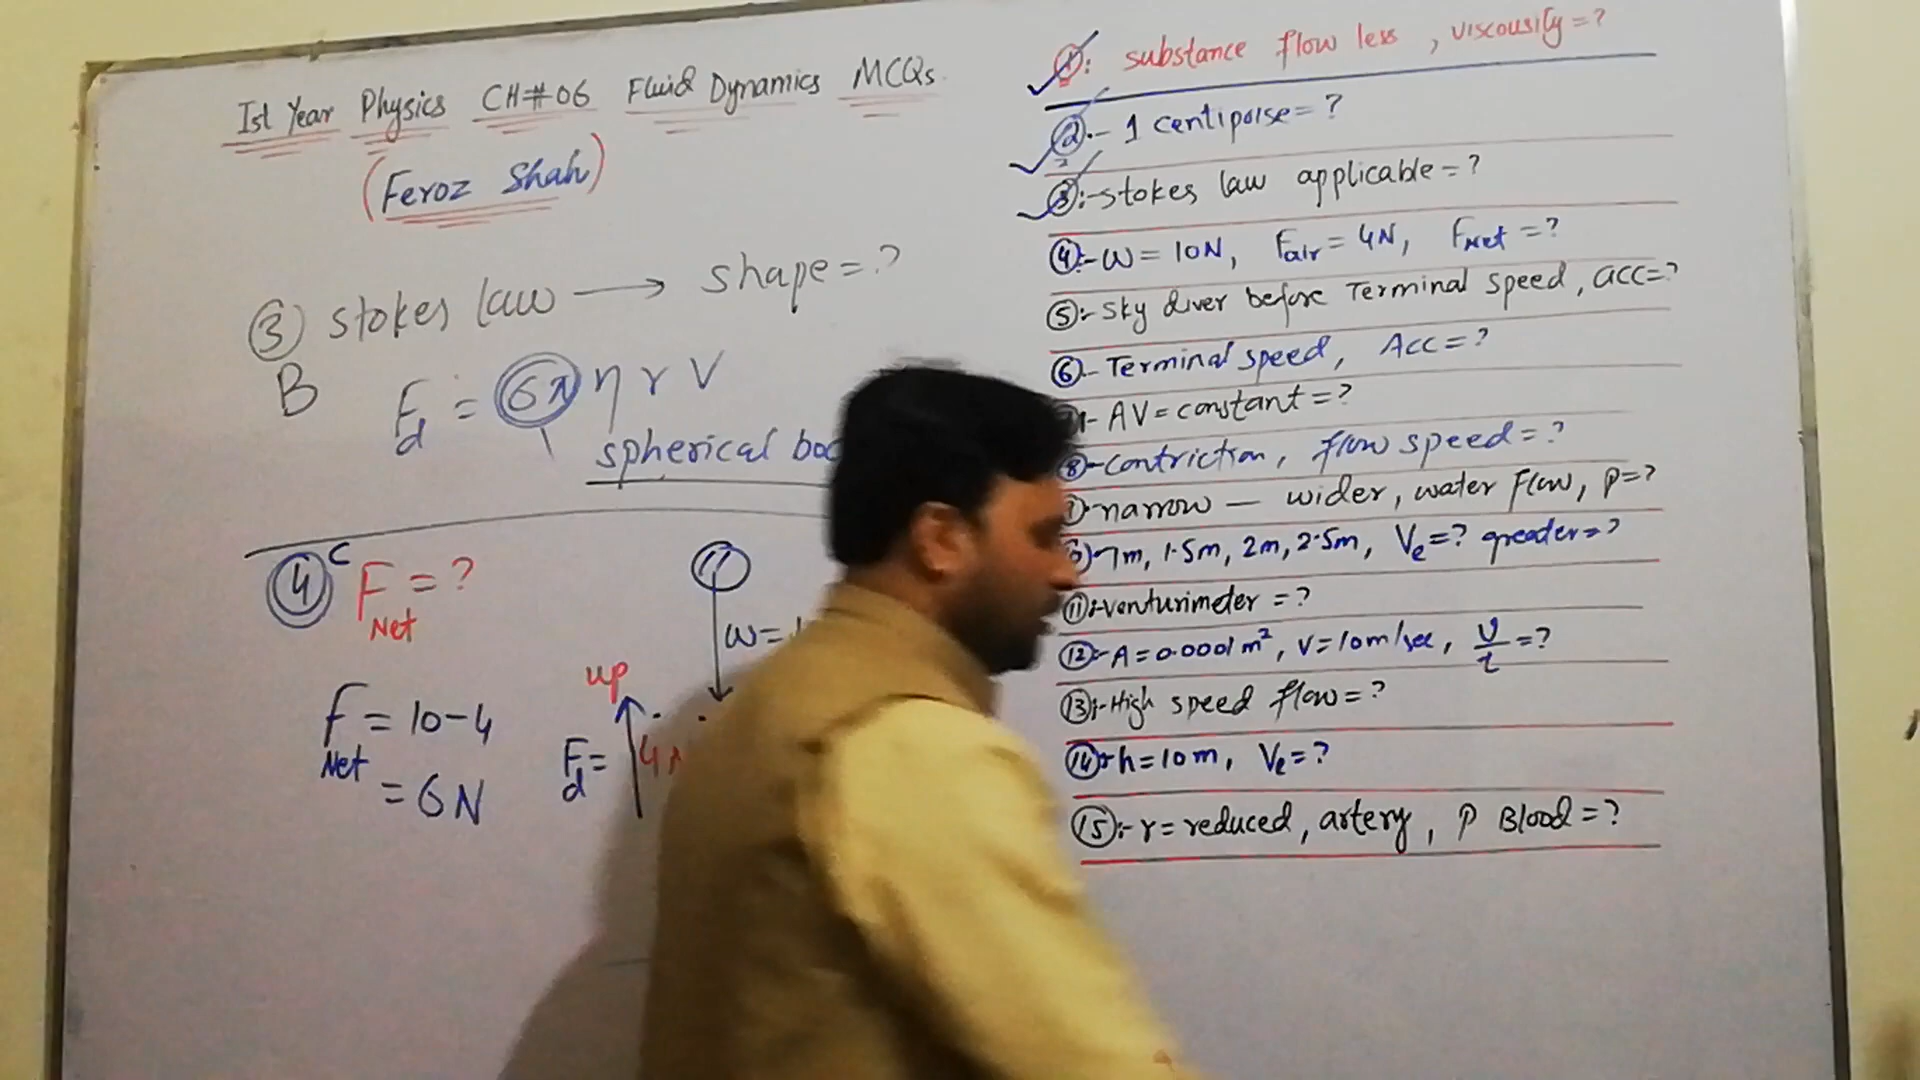 1st Year Physics CH#06 Fluid Dynamics MCQs.
(Feroz Shah)
③ stokes law → shape=?
B
Fd = 6π η r V
spherical
④ C
FNet = ?
W=
up
FNet = 10-4
= 6N
Fd = 4
①: substance flow less, viscousity=?
②:- 1 centipoise=?
③:- stokes law applicable=?
④:- W= 10N, Fair= 4N, FNet =?
⑤:- Sky diver before Terminal speed, acc=?
⑥- Terminal speed, Acc=?
- AV=constant=?
⑧- contriction, flow speed=?
narrow — wider, water flow, P=?
1m, 1.5m, 2m, 2.5m, Ve=? greater=?
⑪:- venturimeter =?
⑫:- A=0.0001m², V=10m/sec, V/t=?
⑬:- High speed flow=?
⑭:- h=10m, Ve=?
⑮:- r=reduced, artery, P Blood=?